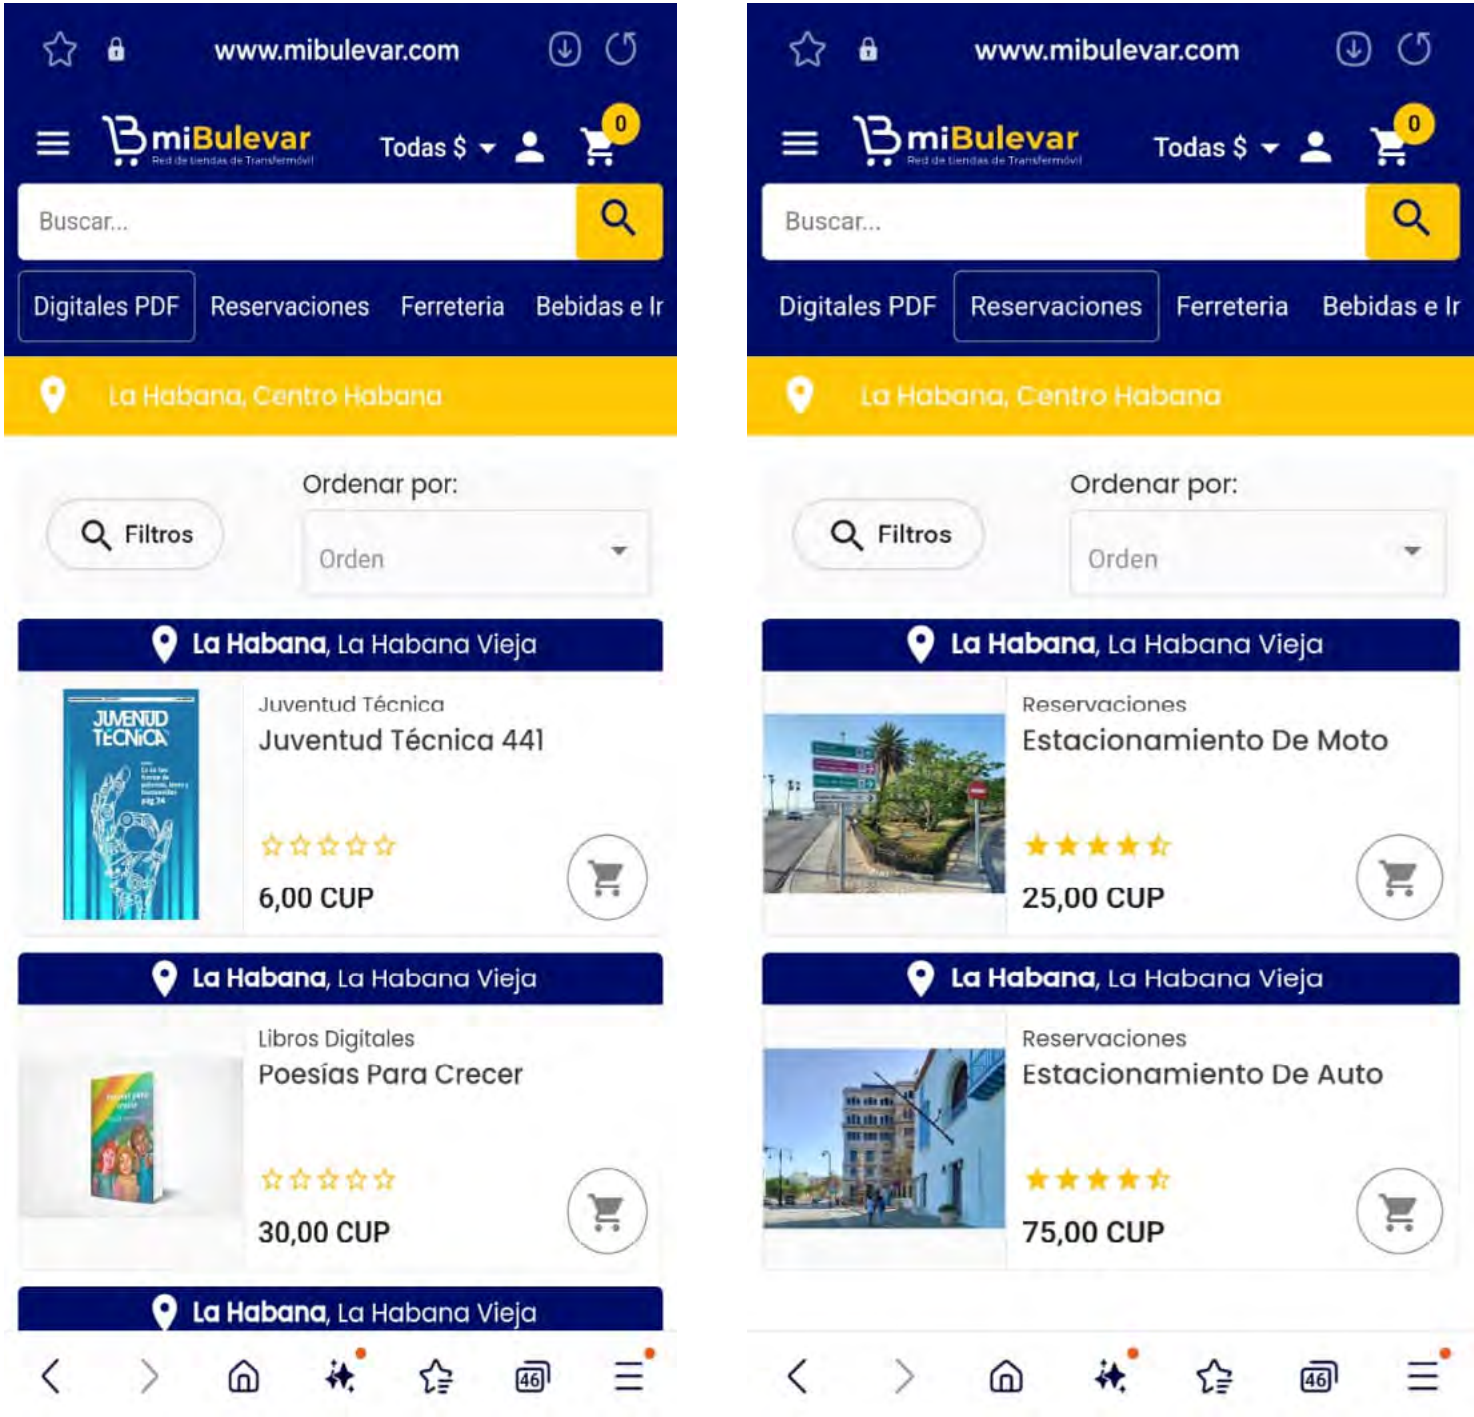 www.mibulevar.com
miBulevar
Todas $
0
Red de tiendas de Transfermóvil
Buscar...
Digitales PDF
Reservaciones
Ferreteria
Bebidas e Ir
La Habana, Centro Habana
Ordenar por:
Filtros
Orden
La Habana, La Habana Vieja
JUVENTUD
TÉCNICA
pág 24
Juventud Técnica
Juventud Técnica 441
6,00 CUP
La Habana, La Habana Vieja
Libros Digitales
Poesías Para Crecer
30,00 CUP
La Habana, La Habana Vieja
46
www.mibulevar.com
miBulevar
Todas $
0
Red de tiendas de Transfermóvil
Buscar...
Digitales PDF
Reservaciones
Ferreteria
Bebidas e Ir
La Habana, Centro Habana
Ordenar por:
Filtros
Orden
La Habana, La Habana Vieja
Reservaciones
Estacionamiento De Moto
25,00 CUP
La Habana, La Habana Vieja
Reservaciones
Estacionamiento De Auto
75,00 CUP
46